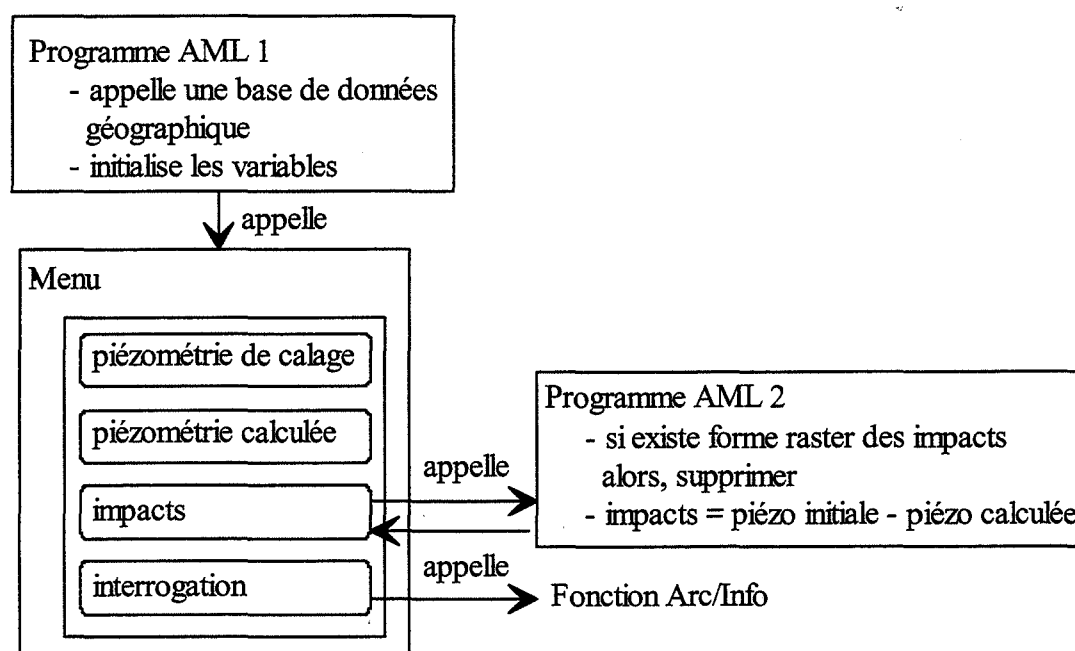 Programme AML 1
- appelle une base de données
géographique
- initialise les variables
appelle
Menu
piézométrie de calage
piézométrie calculée
impacts
interrogation
appelle
Programme AML 2
- si existe forme raster des impacts
alors, supprimer
- impacts = piézo initiale - piézo calculée
appelle
Fonction Arc/Info